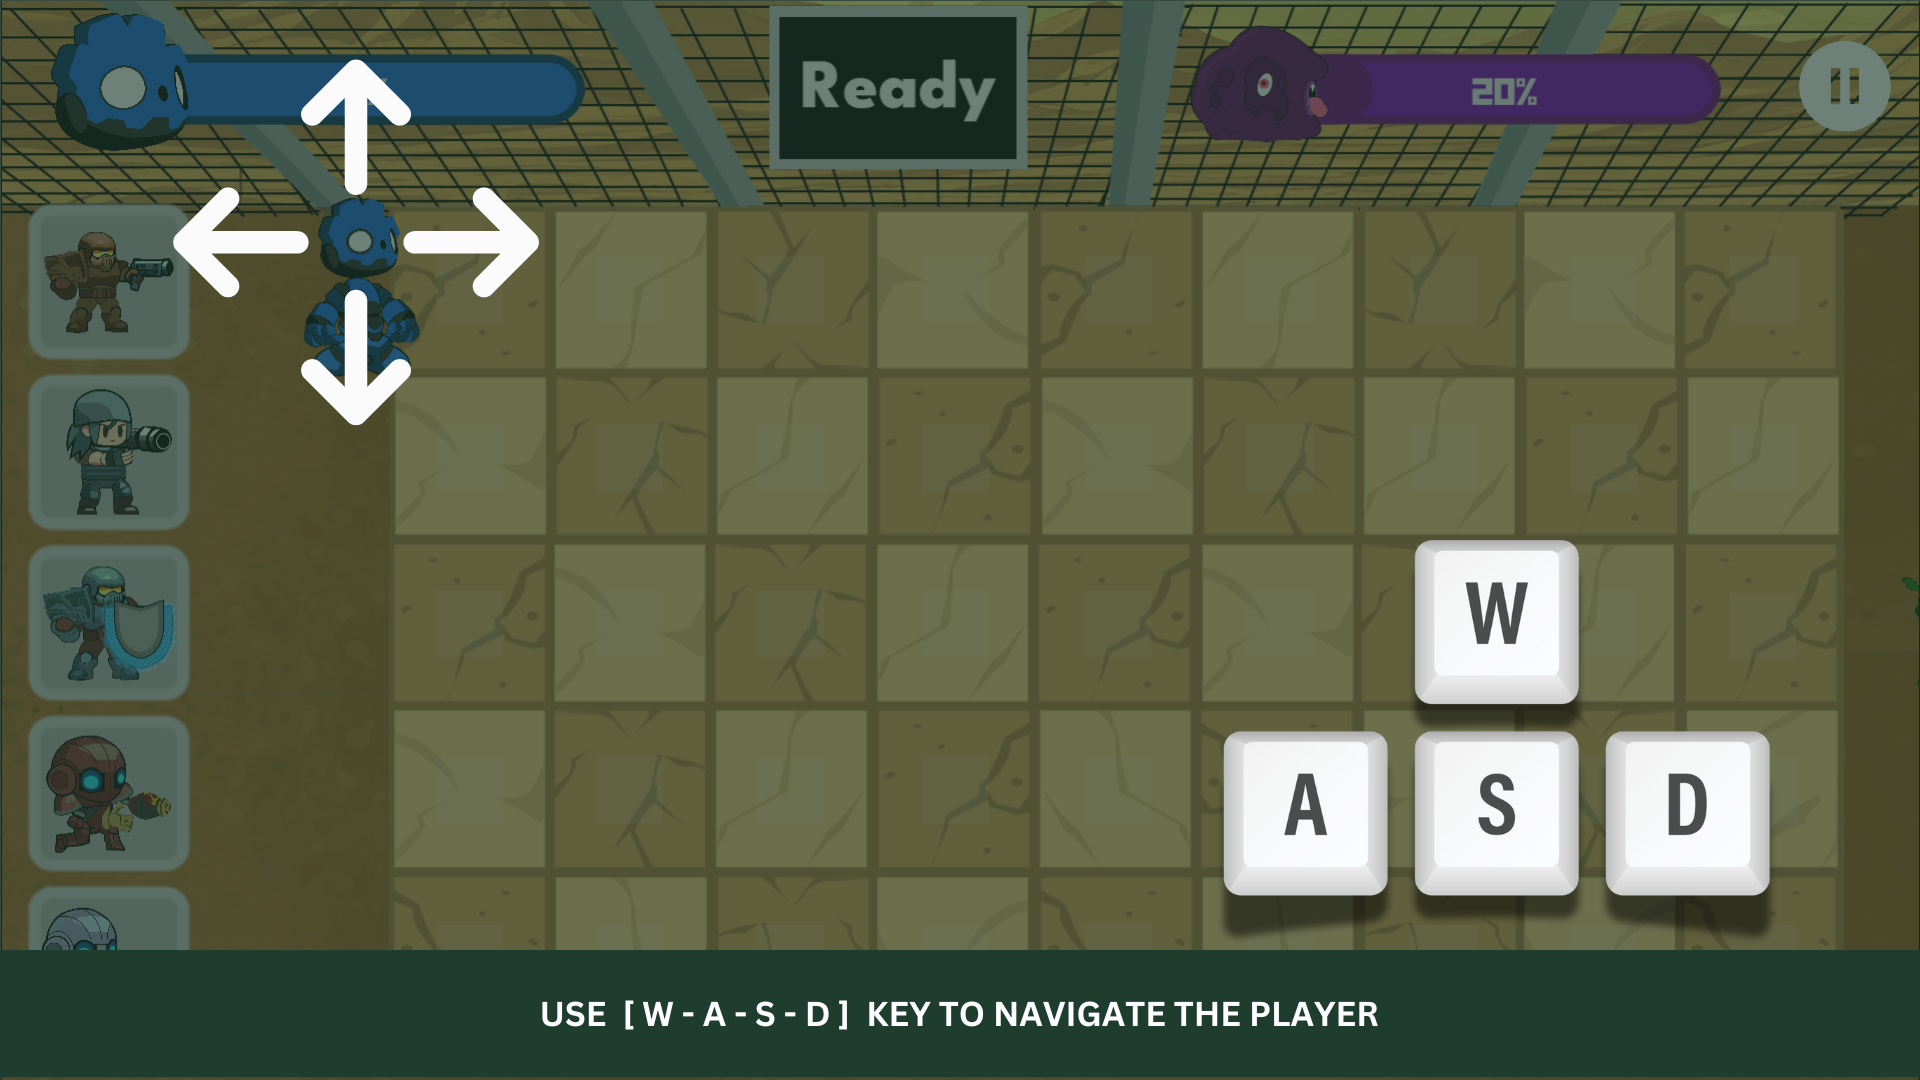 Ready
20%
W
A S D
USE [ W - A - S - D ] KEY TO NAVIGATE THE PLAYER